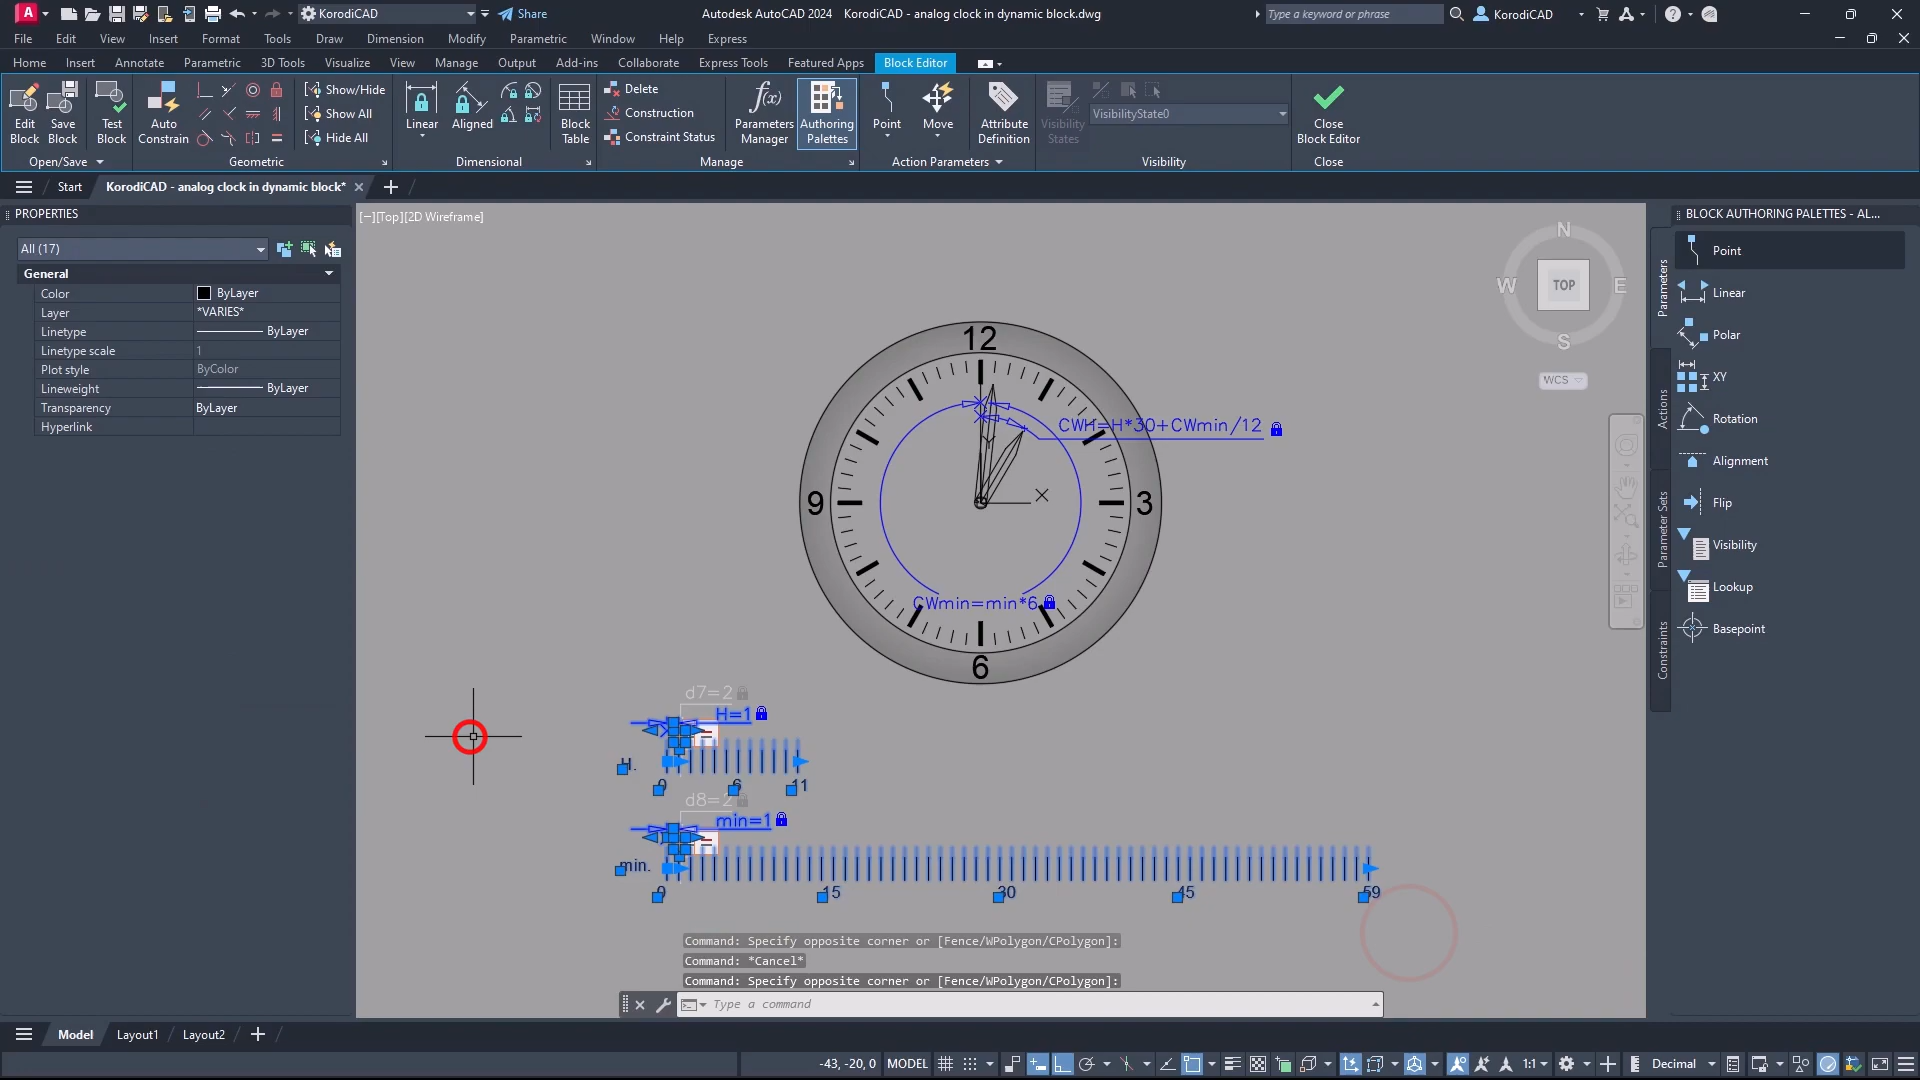 KorodiCAD Share Autodesk AutoCAD 2024 KorodiCAD - analog clock in dynamic block.dwg Type a keyword or phrase KorodiCAD
File Edit View Insert Format Tools Draw Dimension Modify Parametric Window Help Express
Home Insert Annotate Parametric 3D Tools Visualize View Manage Output Add-ins Collaborate Express Tools Featured Apps Block Editor
Edit Block
Save Block
Test Block
Auto Constrain
Show/Hide
Show All
Hide All
Linear
Aligned
Block Table
Delete
Construction
Constraint Status
Parameters Manager
Authoring Palettes
Point
Move
Attribute Definition
Visibility States
VisibilityState0
Close Block Editor
Open/Save Geometric Dimensional Manage Action Parameters Visibility Close
Start KorodiCAD - analog clock in dynamic block*
PROPERTIES
All (17)
General
Color ByLayer
Layer *VARIES*
Linetype ByLayer
Linetype scale 1
Plot style ByColor
Lineweight ByLayer
Transparency ByLayer
Hyperlink
[−][Top][2D Wireframe]
N
W TOP E
S
WCS
12
3
6
9
Y
X
CWH=H*30+CWmin/12
CWmin=min*6
d7=2
H=1
H.
0 6 11
d8=2
min=1
min.
0 15 30 45 59
Command: Specify opposite corner or [Fence/WPolygon/CPolygon]:
Command: *Cancel*
Command: Specify opposite corner or [Fence/WPolygon/CPolygon]:
Type a command
BLOCK AUTHORING PALETTES - AL...
Parameters
Actions
Parameter Sets
Constraints
Point
Linear
Polar
XY
Rotation
Alignment
Flip
Visibility
Lookup
Basepoint
Model Layout1 Layout2
-43, -20, 0 MODEL 1:1 Decimal